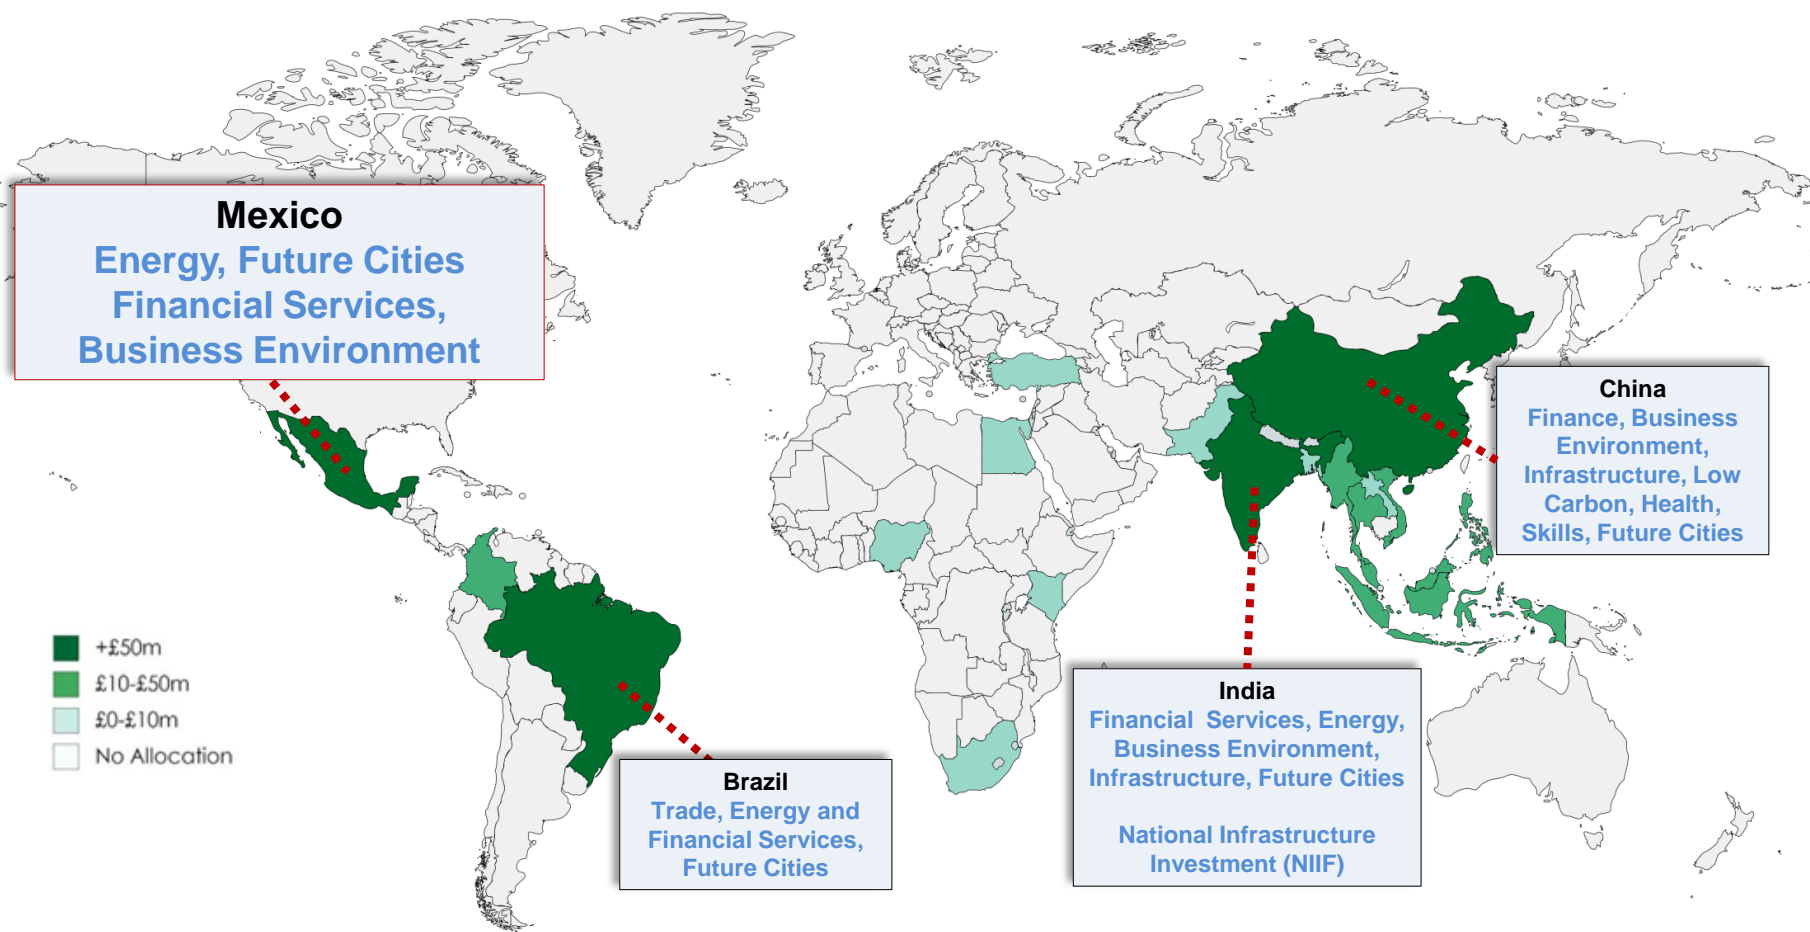 Mexico
Energy, Future Cities
Financial Services,
Business Environment
China
Finance, Business
Environment,
Infrastructure, Low
Carbon, Health,
Skills, Future Cities
+£50m
£10-£50m
£0-£10m
No Allocation
Brazil
Trade, Energy and
Financial Services,
Future Cities
India
Financial Services, Energy,
Business Environment,
Infrastructure, Future Cities
National Infrastructure
Investment (NIIF)